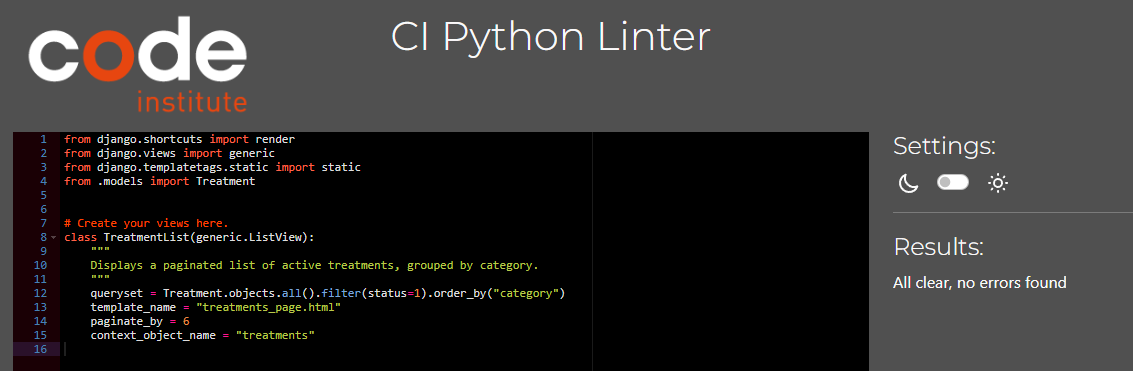 code
institute
CI Python Linter
1 from django.shortcuts import render
2 from django.views import generic
3 from django.templatetags.static import static
4 from .models import Treatment
5
6
7 # Create your views here.
8 class TreatmentList(generic.ListView):
9 """
10 Displays a paginated list of active treatments, grouped by category.
11 """
12 queryset = Treatment.objects.all().filter(status=1).order_by("category")
13 template_name = "treatments_page.html"
14 paginate_by = 6
15 context_object_name = "treatments"
16
Settings:
Results:
All clear, no errors found